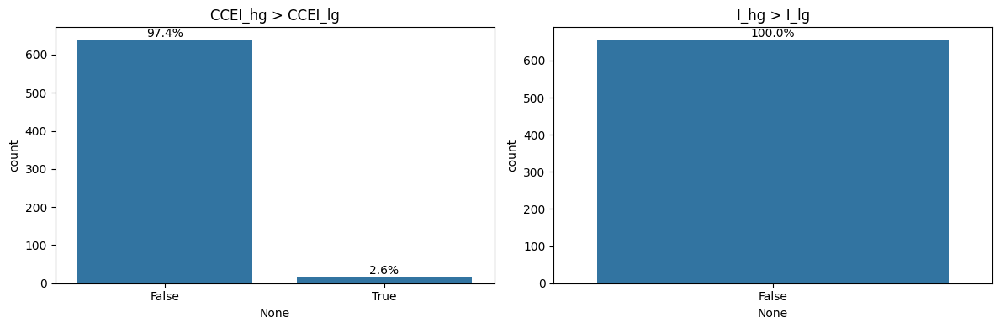 CCEI_hg > CCEI_lg
97.4%
2.6%
600
500
400
300
200
100
0
count
False
True
None
I_hg > I_lg
100.0%
600
500
400
300
200
100
0
count
False
None